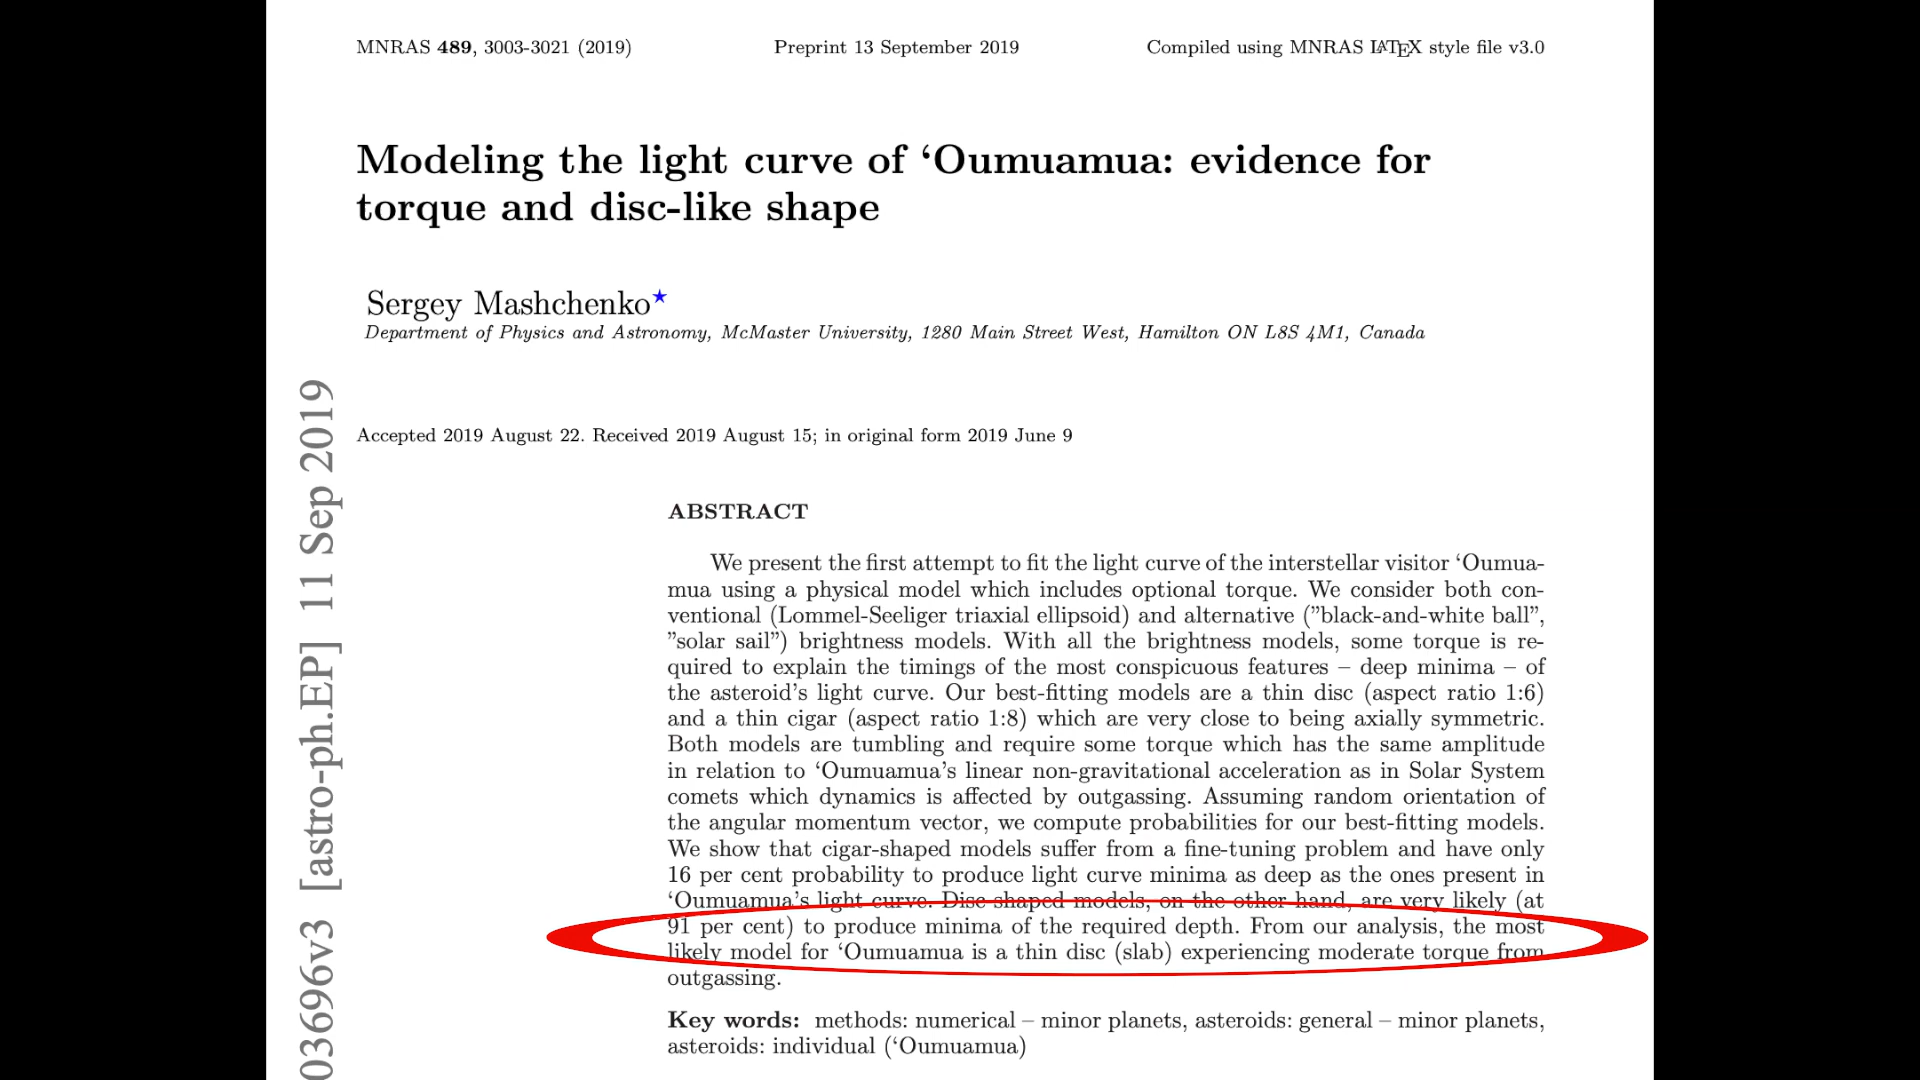 MNRAS 489, 3003-3021 (2019) Preprint 13 September 2019 Compiled using MNRAS LATEX style file v3.0
Modeling the light curve of ‘Oumuamua: evidence for
torque and disc-like shape
Sergey Mashchenko★
Department of Physics and Astronomy, McMaster University, 1280 Main Street West, Hamilton ON L8S 4M1, Canada
Accepted 2019 August 22. Received 2019 August 15; in original form 2019 June 9
ABSTRACT
We present the first attempt to fit the light curve of the interstellar visitor ‘Oumua-
mua using a physical model which includes optional torque. We consider both con-
ventional (Lommel-Seeliger triaxial ellipsoid) and alternative (”black-and-white ball”,
”solar sail”) brightness models. With all the brightness models, some torque is re-
quired to explain the timings of the most conspicuous features – deep minima – of
the asteroid’s light curve. Our best-fitting models are a thin disc (aspect ratio 1:6)
and a thin cigar (aspect ratio 1:8) which are very close to being axially symmetric.
Both models are tumbling and require some torque which has the same amplitude
in relation to ‘Oumuamua’s linear non-gravitational acceleration as in Solar System
comets which dynamics is affected by outgassing. Assuming random orientation of
the angular momentum vector, we compute probabilities for our best-fitting models.
We show that cigar-shaped models suffer from a fine-tuning problem and have only
16 per cent probability to produce light curve minima as deep as the ones present in
‘Oumuamua’s light curve. Disc-shaped models, on the other hand, are very likely (at
91 per cent) to produce minima of the required depth. From our analysis, the most
likely model for ‘Oumuamua is a thin disc (slab) experiencing moderate torque from
outgassing.
Key words: methods: numerical – minor planets, asteroids: general – minor planets,
asteroids: individual (‘Oumuamua)
03696v3 [astro-ph.EP] 11 Sep 2019